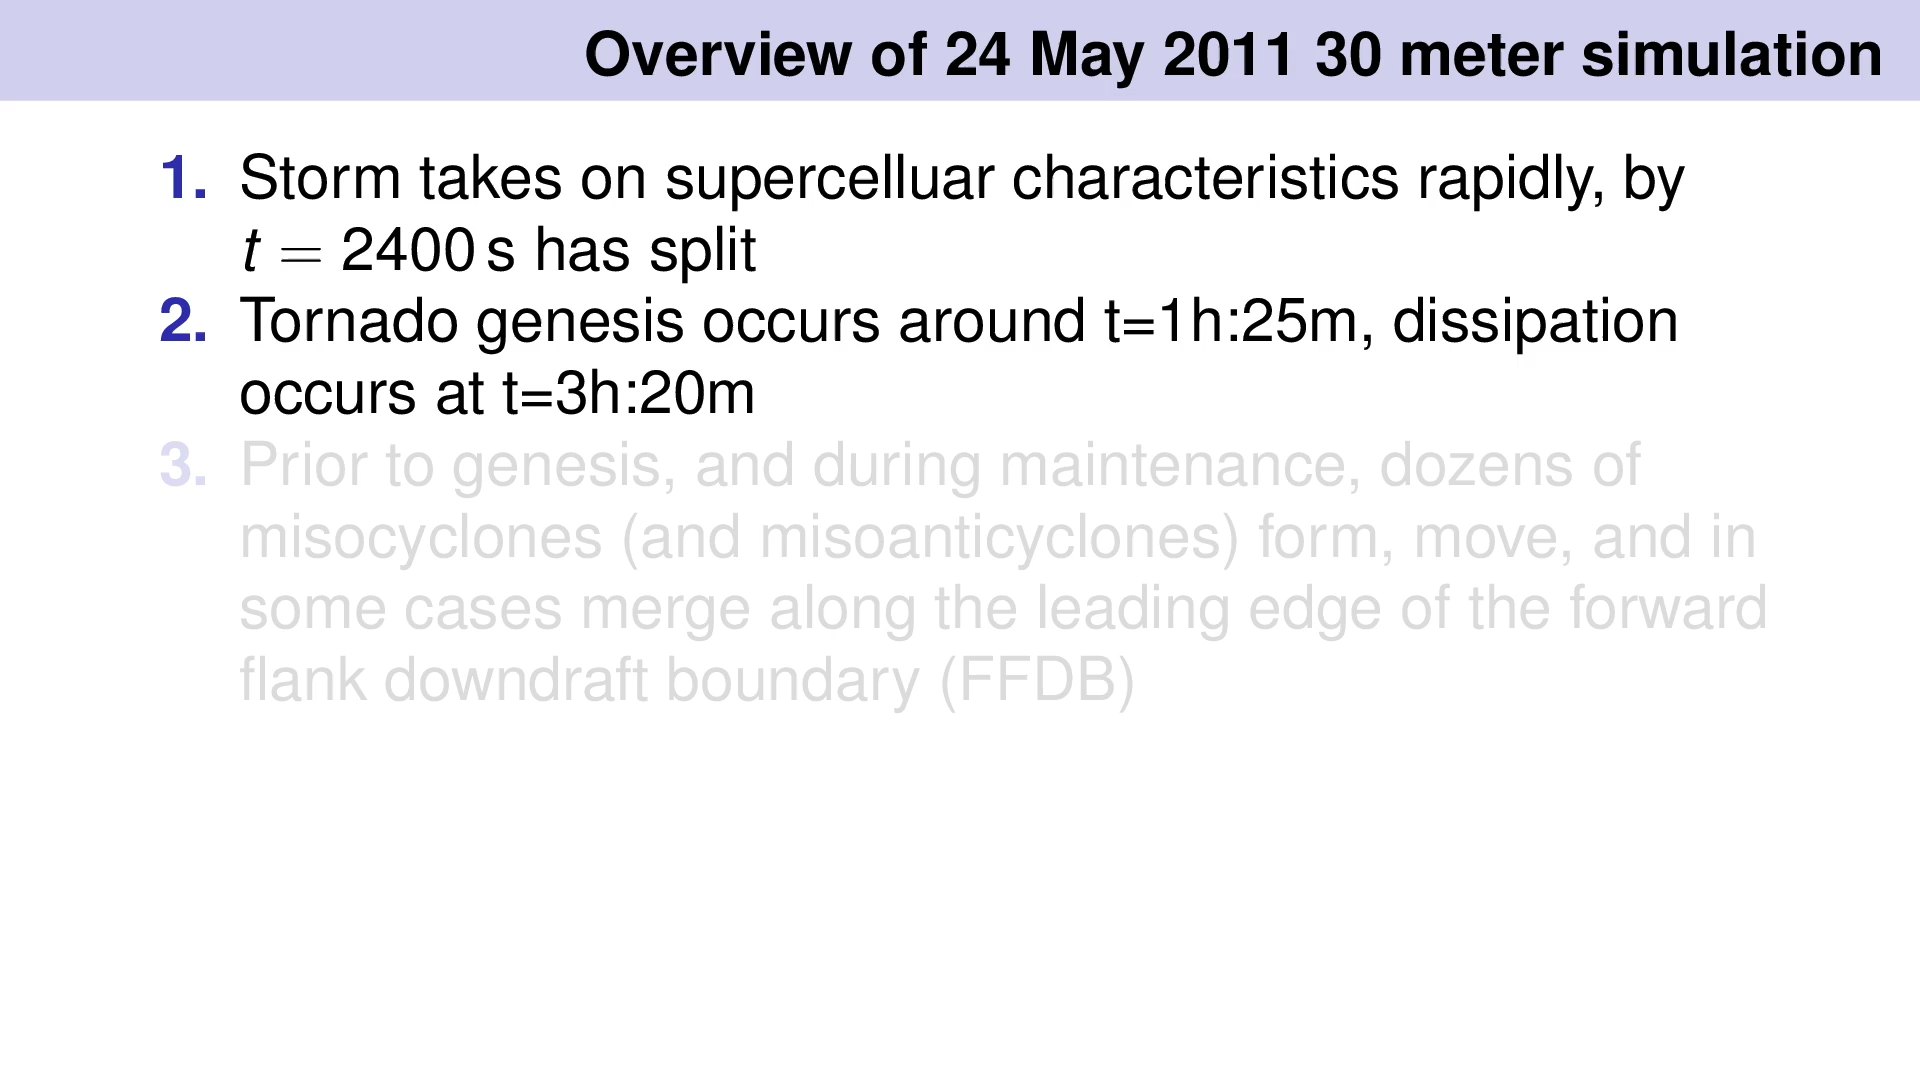 Overview of 24 May 2011 30 meter simulation
1. Storm takes on supercelluar characteristics rapidly, by
t = 2400 s has split
2. Tornado genesis occurs around t=1h:25m, dissipation
occurs at t=3h:20m
3. Prior to genesis, and during maintenance, dozens of
misocyclones (and misoanticyclones) form, move, and in
some cases merge along the leading edge of the forward
flank downdraft boundary (FFDB)